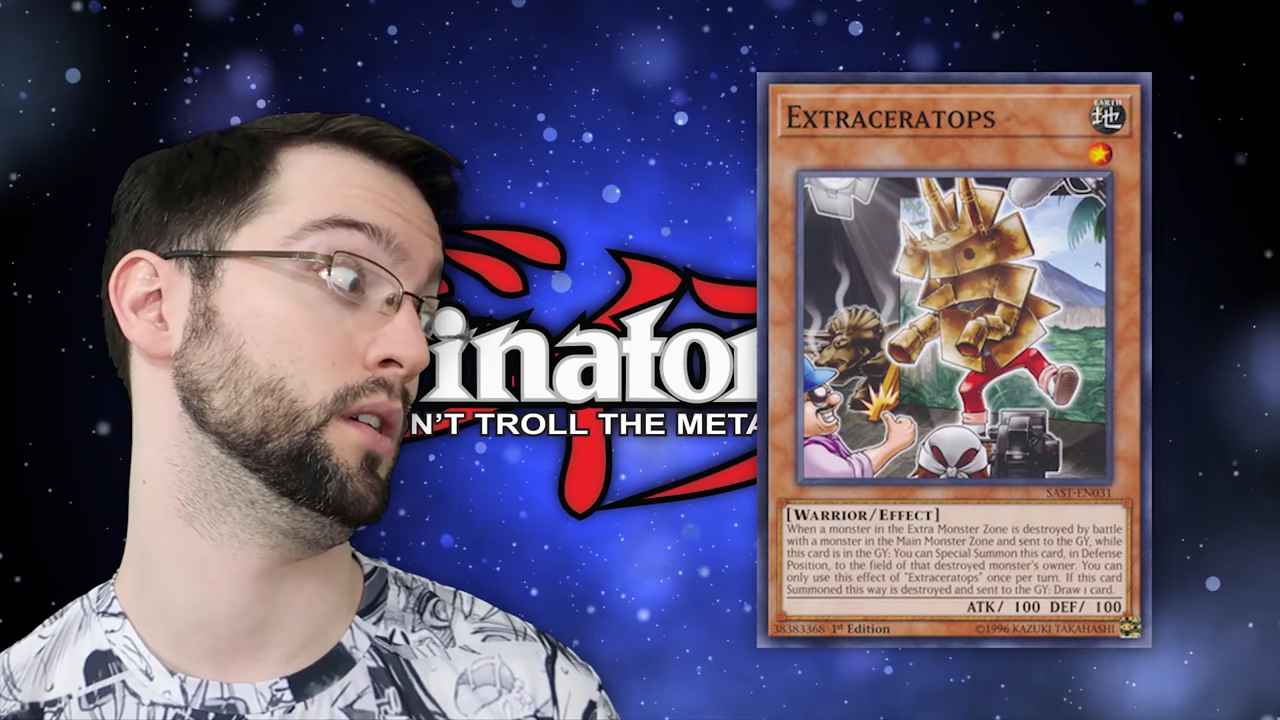 inator
N'T TROLL THE META
EXTRACERATOPS
EARTH
地
SAST-EN031
[WARRIOR/EFFECT]
When a monster in the Extra Monster Zone is destroyed by battle
with a monster in the Main Monster Zone and sent to the GY, while
this card is in the GY: You can Special Summon this card, in Defense
Position, to the field of that destroyed monster's owner. You can
only use this effect of "Extraceratops" once per turn. If this card
Summoned this way is destroyed and sent to the GY: Draw 1 card.
ATK/ 100 DEF/ 100
38383368 1st Edition ©1996 KAZUKI TAKAHASHI